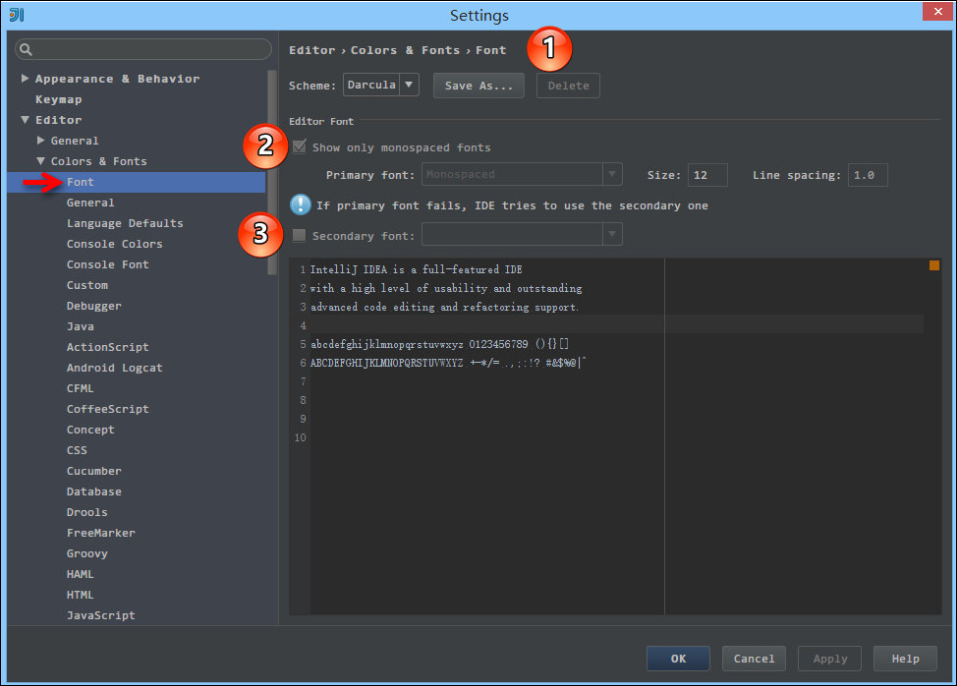 Settings
Appearance & Behavior
Keymap
Editor
General
Colors & Fonts
Font
General
Language Defaults
Console Colors
Console Font
Custom
Debugger
Java
ActionScript
Android Logcat
CFML
CoffeeScript
Concept
CSS
Cucumber
Database
Drools
FreeMarker
Groovy
HAML
HTML
JavaScript
Editor › Colors & Fonts › Font
1
Scheme: Darcula Save As... Delete
Editor Font
2
Show only monospaced fonts
Primary font: Monospaced Size: 12 Line spacing: 1.0
If primary font fails, IDE tries to use the secondary one
3
Secondary font:
1 IntelliJ IDEA is a full-featured IDE
2 with a high level of usability and outstanding
3 advanced code editing and refactoring support.
4
5 abcdefghijklmnopqrstuvwxyz 0123456789 (){}[]
6 ABCDEFGHIJKLMNOPQRSTUVWXYZ +-*/= .,;:!? #&$%@|^
7
8
9
10
OK Cancel Apply Help